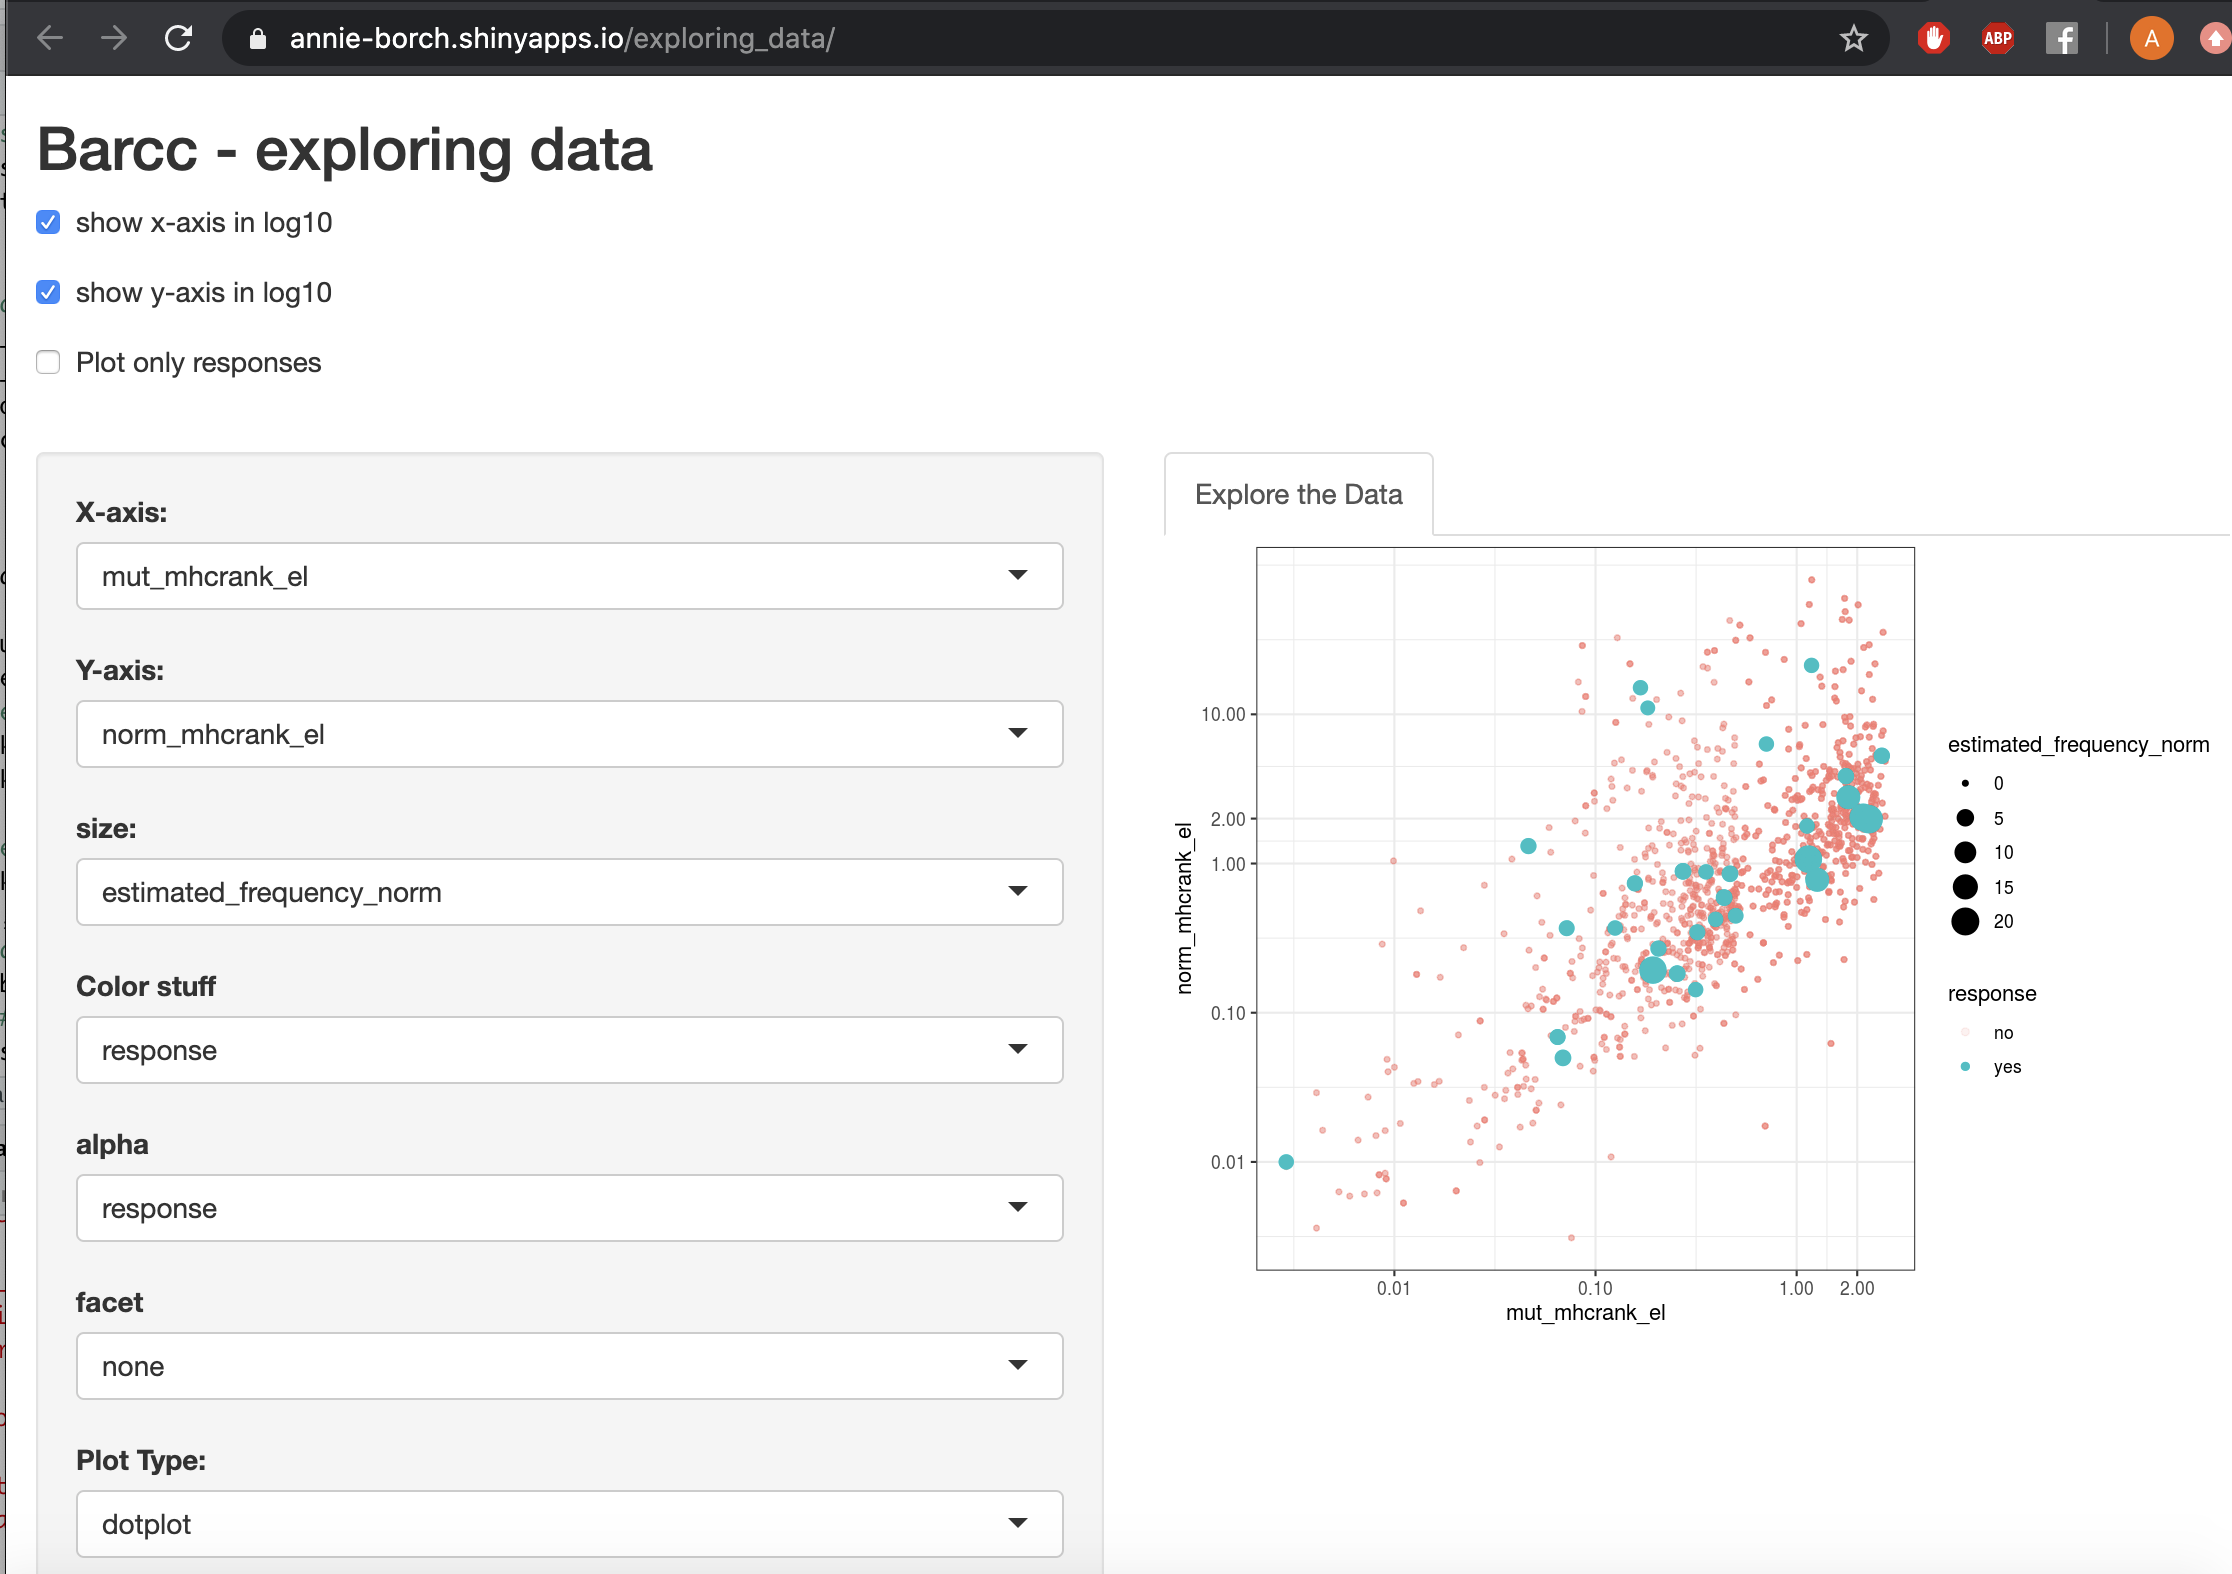 annie-borch.shinyapps.io/exploring_data/
ABP
A
Barcc - exploring data
show x-axis in log10
show y-axis in log10
Plot only responses
X-axis:
mut_mhcrank_el
Y-axis:
norm_mhcrank_el
size:
estimated_frequency_norm
Color stuff
response
alpha
response
facet
none
Plot Type:
dotplot
Explore the Data
norm_mhcrank_el
10.00
2.00
1.00
0.10
0.01
0.01 0.10 1.00 2.00
mut_mhcrank_el
estimated_frequency_norm
0
5
10
15
20
response
no
yes